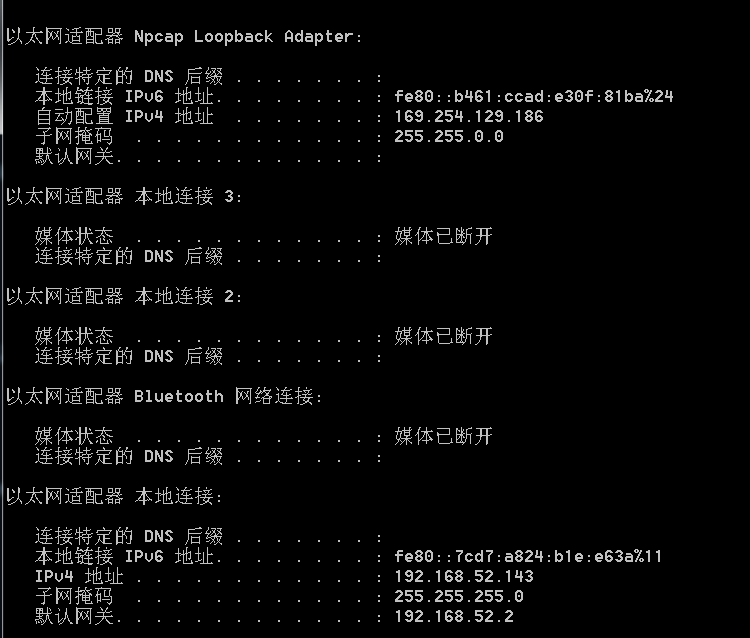 以太网适配器 Npcap Loopback Adapter:
连接特定的 DNS 后缀 . . . . . . . :
本地链接 IPv6 地址. . . . . . . . : fe80::b461:ccad:e30f:81ba%24
自动配置 IPv4 地址  . . . . . . . : 169.254.129.186
子网掩码  . . . . . . . . . . . . : 255.255.0.0
默认网关. . . . . . . . . . . . . :
以太网适配器 本地连接 3:
媒体状态  . . . . . . . . . . . . : 媒体已断开
连接特定的 DNS 后缀 . . . . . . . :
以太网适配器 本地连接 2:
媒体状态  . . . . . . . . . . . . : 媒体已断开
连接特定的 DNS 后缀 . . . . . . . :
以太网适配器 Bluetooth 网络连接:
媒体状态  . . . . . . . . . . . . : 媒体已断开
连接特定的 DNS 后缀 . . . . . . . :
以太网适配器 本地连接:
连接特定的 DNS 后缀 . . . . . . . :
本地链接 IPv6 地址. . . . . . . . : fe80::7cd7:a824:b1e:e63a%11
IPv4 地址 . . . . . . . . . . . . : 192.168.52.143
子网掩码  . . . . . . . . . . . . : 255.255.255.0
默认网关. . . . . . . . . . . . . : 192.168.52.2